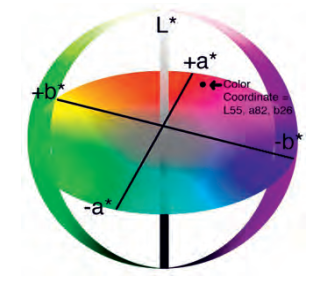 L*
+a*
+b*
Color
Coordinate =
L55, a82, b26
-b*
-a*